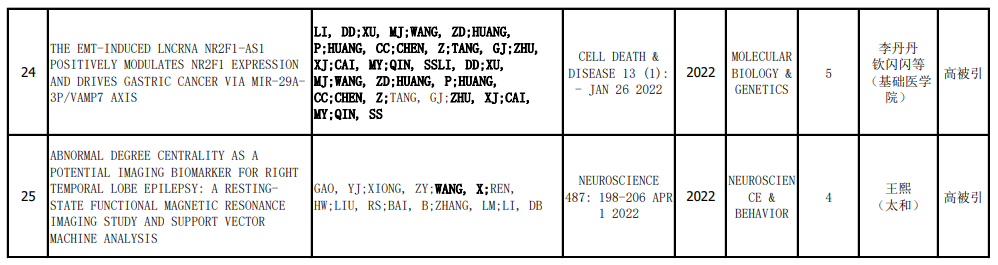 24
THE EMT-INDUCED LNCRNA NR2F1-AS1
POSITIVELY MODULATES NR2F1 EXPRESSION
AND DRIVES GASTRIC CANCER VIA MIR-29A-
3P/VAMP7 AXIS
LI, DD;XU, MJ;WANG, ZD;HUANG,
P;HUANG, CC;CHEN, Z;TANG, GJ;ZHU,
XJ;CAI, MY;QIN, SSLI, DD;XU,
MJ;WANG, ZD;HUANG, P;HUANG,
CC;CHEN, Z;TANG, GJ;ZHU, XJ;CAI,
MY;QIN, SS
CELL DEATH &
DISEASE 13 (1):
- JAN 26 2022
2022
MOLECULAR
BIOLOGY &
GENETICS
5
李丹丹
钦闪闪等
（基础医学
院）
高被引
25
ABNORMAL DEGREE CENTRALITY AS A
POTENTIAL IMAGING BIOMARKER FOR RIGHT
TEMPORAL LOBE EPILEPSY: A RESTING-
STATE FUNCTIONAL MAGNETIC RESONANCE
IMAGING STUDY AND SUPPORT VECTOR
MACHINE ANALYSIS
GAO, YJ;XIONG, ZY;WANG, X;REN,
HW;LIU, RS;BAI, B;ZHANG, LM;LI, DB
NEUROSCIENCE
487: 198-206 APR
1 2022
2022
NEUROSCIEN
CE &
BEHAVIOR
4
王熙
（太和）
高被引